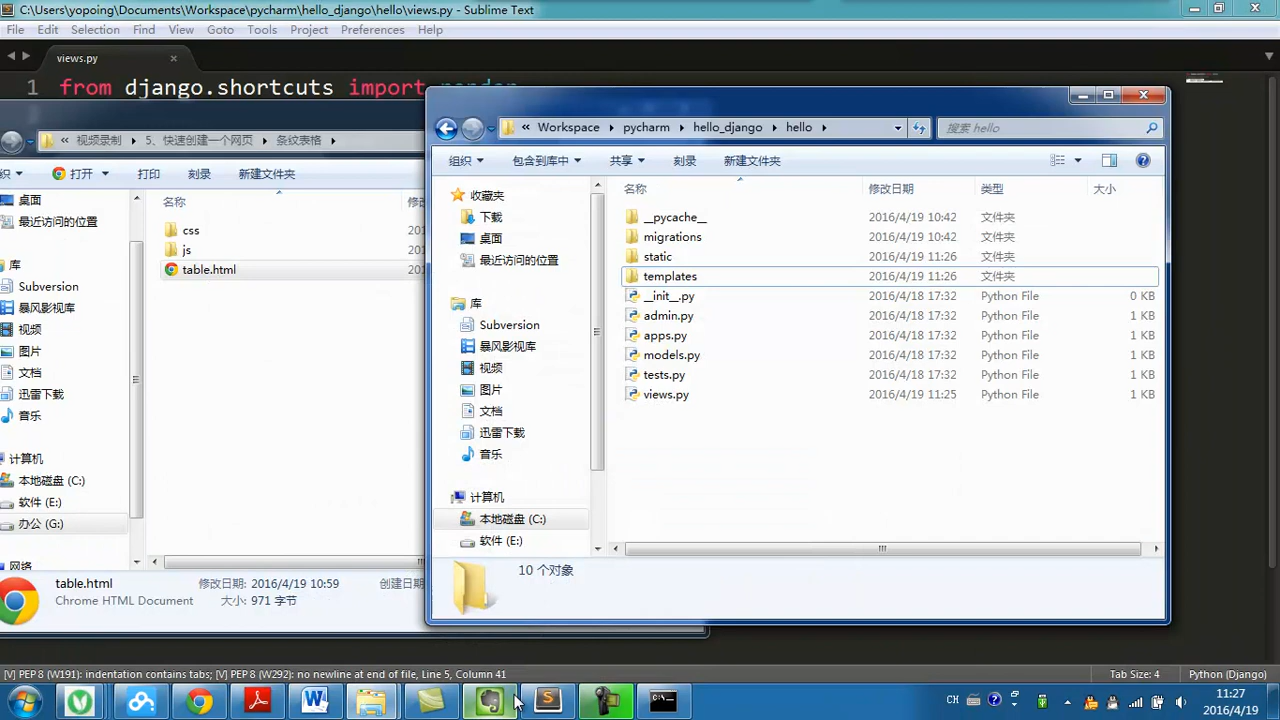 C:\Users\yopoing\Documents\Workspace\pycharm\hello_django\hello\views.py - Sublime Text
File Edit Selection Find View Goto Tools Project Preferences Help
views.py ×
1 from django.shortcuts import render
« 视频录制 5、快速创建一个网页 条纹表格
打开 打印 刻录 新建文件夹
桌面
最近访问的位置
库
Subversion
暴风影视库
视频
图片
文档
迅雷下载
音乐
计算机
本地磁盘 (C:)
软件 (E:)
办公 (G:)
网络
名称
css
js
table.html
table.html 修改日期: 2016/4/19 10:59
Chrome HTML Document 大小: 971 字节
« Workspace pycharm hello_django hello
搜索 hello
组织 包含到库中 共享 刻录 新建文件夹
收藏夹
下载
桌面
最近访问的位置
库
Subversion
暴风影视库
视频
图片
文档
迅雷下载
音乐
计算机
本地磁盘 (C:)
软件 (E:)
名称 修改日期 类型 大小
__pycache__ 2016/4/19 10:42 文件夹
migrations 2016/4/19 10:42 文件夹
static 2016/4/19 11:26 文件夹
templates 2016/4/19 11:26 文件夹
__init__.py 2016/4/18 17:32 Python File 0 KB
admin.py 2016/4/18 17:32 Python File 1 KB
apps.py 2016/4/18 17:32 Python File 1 KB
models.py 2016/4/18 17:32 Python File 1 KB
tests.py 2016/4/18 17:32 Python File 1 KB
views.py 2016/4/19 11:25 Python File 1 KB
10 个对象
[V] PEP 8 (W191): indentation contains tabs; [V] PEP 8 (W292): no newline at end of file, Line 5, Column 41
Tab Size: 4 Python (Django)
CH
11:27
2016/4/19